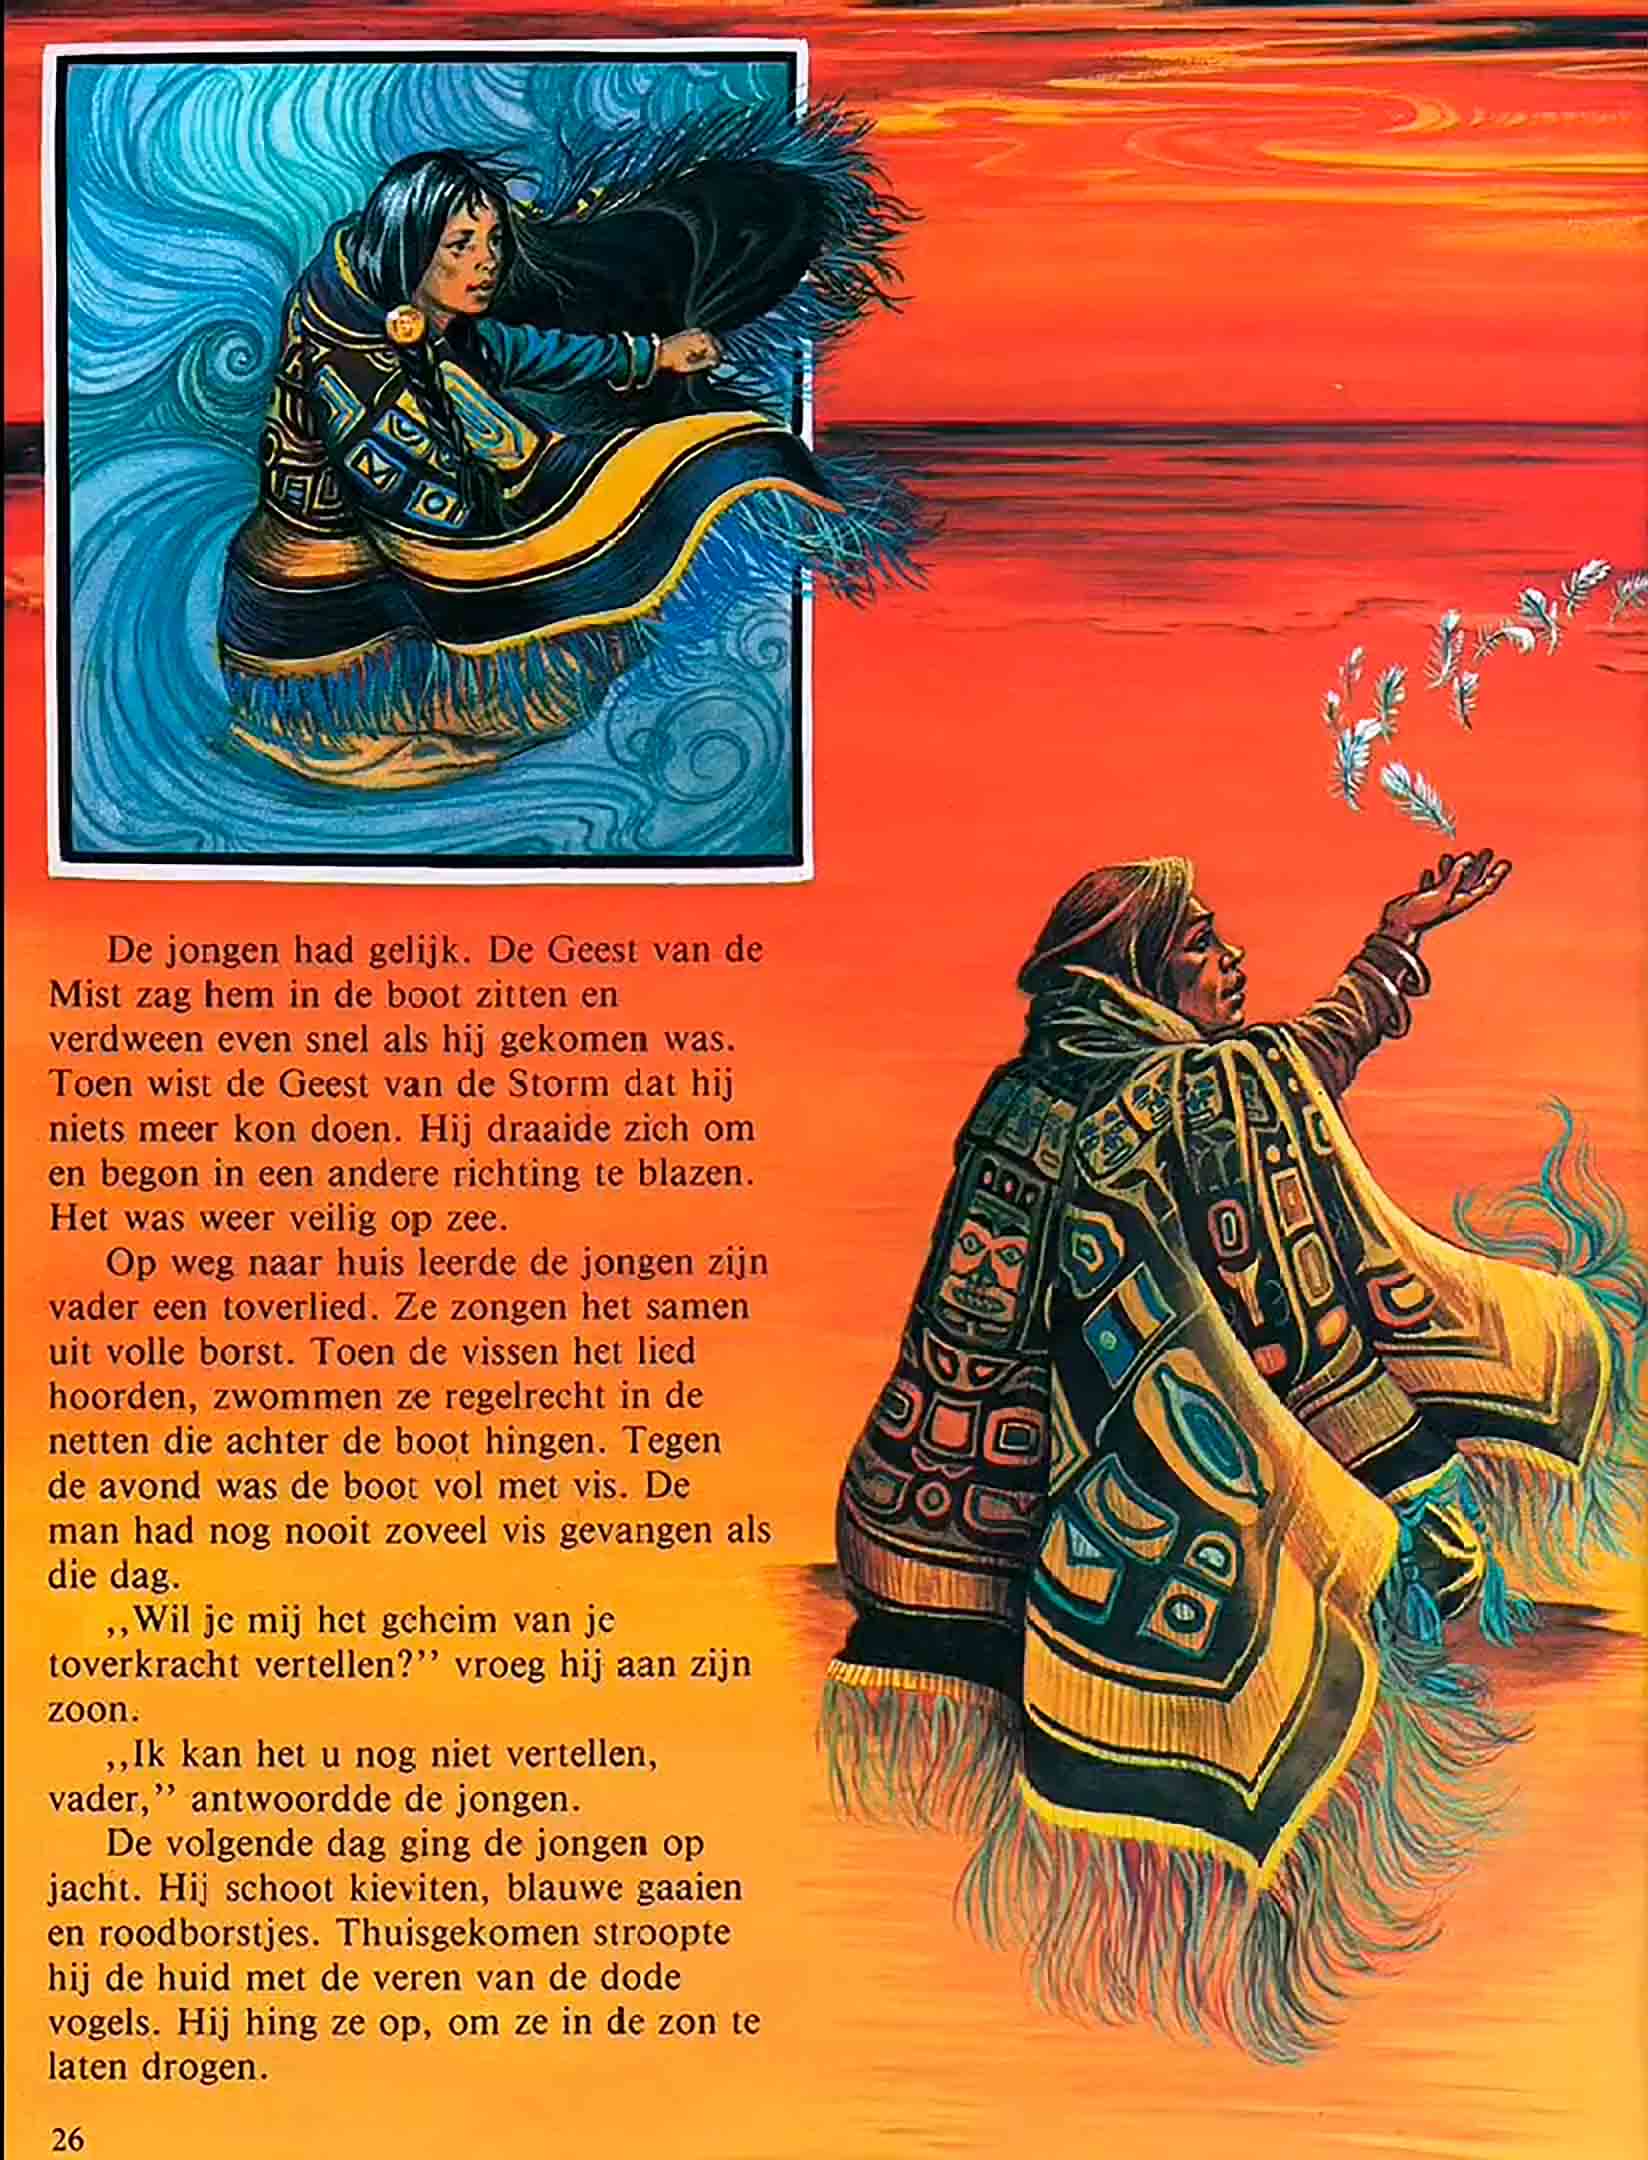 De jongen had gelijk. De Geest van de
Mist zag hem in de boot zitten en
verdween even snel als hij gekomen was.
Toen wist de Geest van de Storm dat hij
niets meer kon doen. Hij draaide zich om
en begon in een andere richting te blazen.
Het was weer veilig op zee.
Op weg naar huis leerde de jongen zijn
vader een toverlied. Ze zongen het samen
uit volle borst. Toen de vissen het lied
hoorden, zwommen ze regelrecht in de
netten die achter de boot hingen. Tegen
de avond was de boot vol met vis. De
man had nog nooit zoveel vis gevangen als
die dag.
,,Wil je mij het geheim van je
toverkracht vertellen?’’ vroeg hij aan zijn
zoon.
,,Ik kan het u nog niet vertellen,
vader,’’ antwoordde de jongen.
De volgende dag ging de jongen op
jacht. Hij schoot kieviten, blauwe gaaien
en roodborstjes. Thuisgekomen stroopte
hij de huid met de veren van de dode
vogels. Hij hing ze op, om ze in de zon te
laten drogen.
26